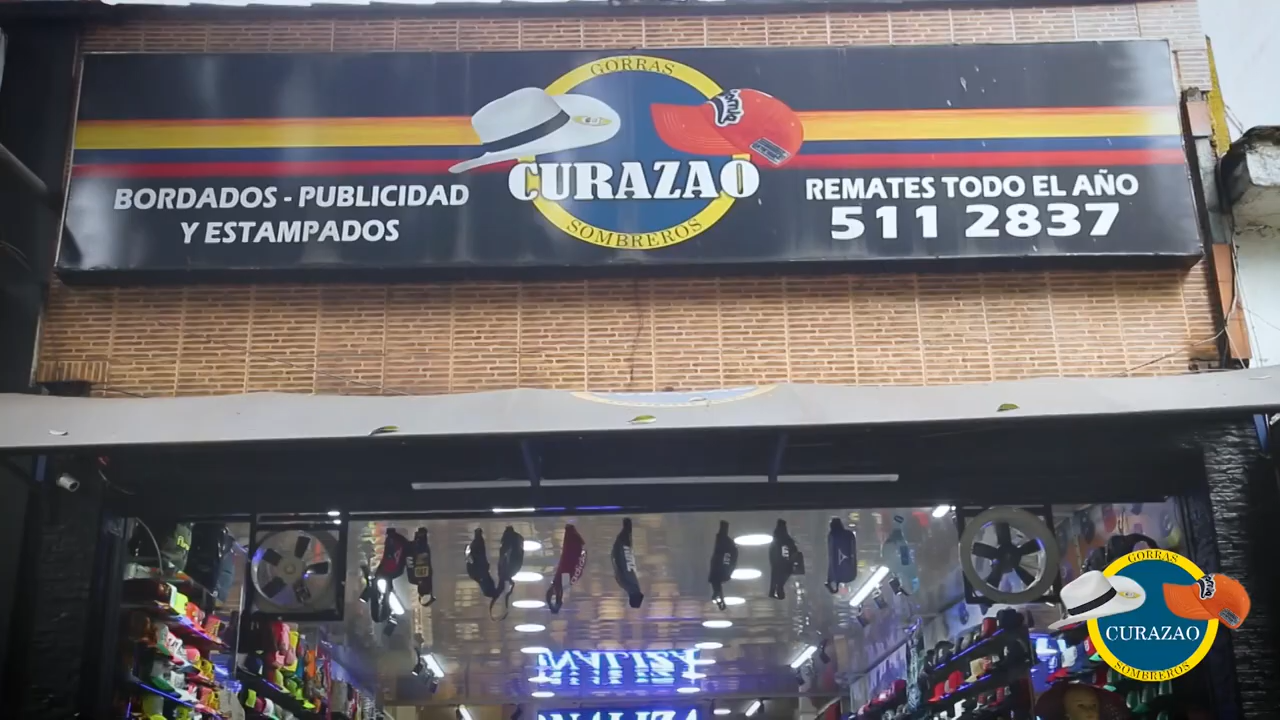 GORRAS
CURAZAO
SOMBREROS
BORDADOS - PUBLICIDAD
Y ESTAMPADOS
REMATES TODO EL AÑO
511 2837
GORRAS
CURAZAO
SOMBREROS